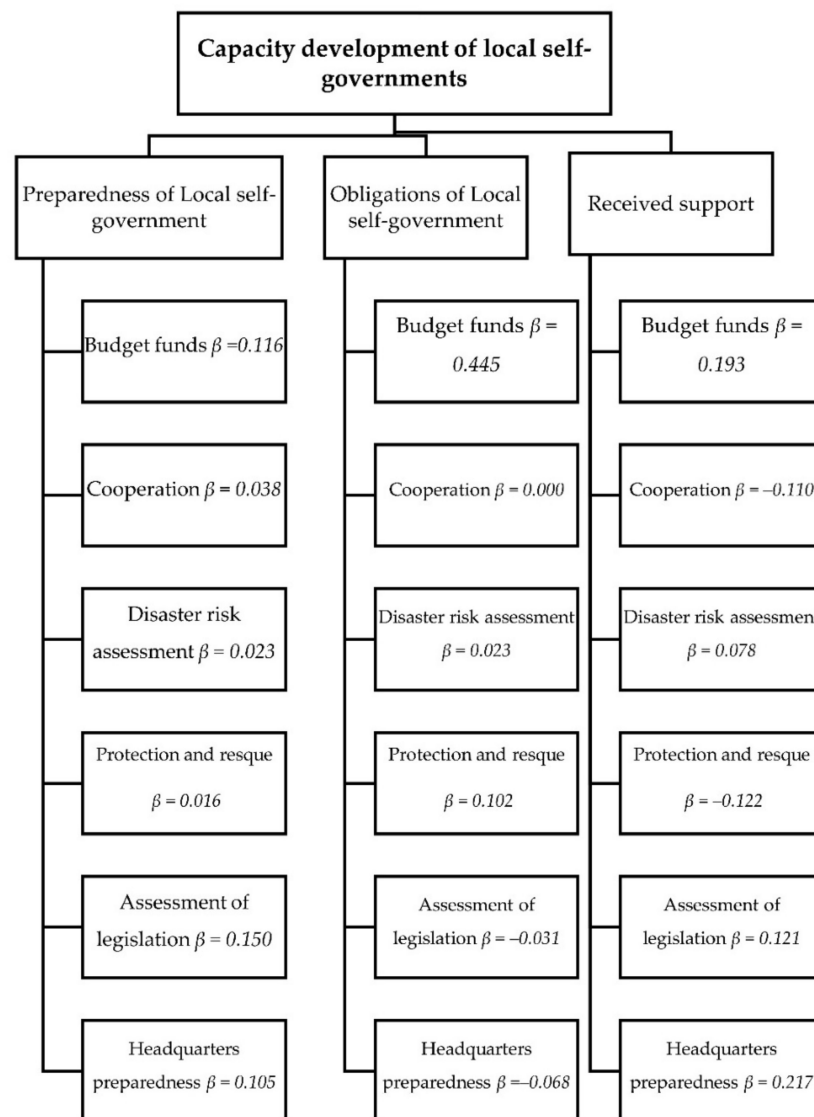 Capacity development of local self-
governments
Preparedness of Local self-
government
Budget funds β =0.116
Cooperation β = 0.038
Disaster risk
assessment β = 0.023
Protection and resque
β = 0.016
Assessment of
legislation β = 0.150
Headquarters
preparedness β = 0.105
Obligations of Local
self-government
Budget funds β =
0.445
Cooperation β = 0.000
Disaster risk assessment
β = 0.023
Protection and resque
β = 0.102
Assessment of
legislation β = –0.031
Headquarters
preparedness β =–0.068
Received support
Budget funds β =
0.193
Cooperation β = –0.110
Disaster risk assessmen
β = 0.078
Protection and resque
β = –0.122
Assessment of
legislation β = 0.121
Headquarters
preparedness β = 0.217